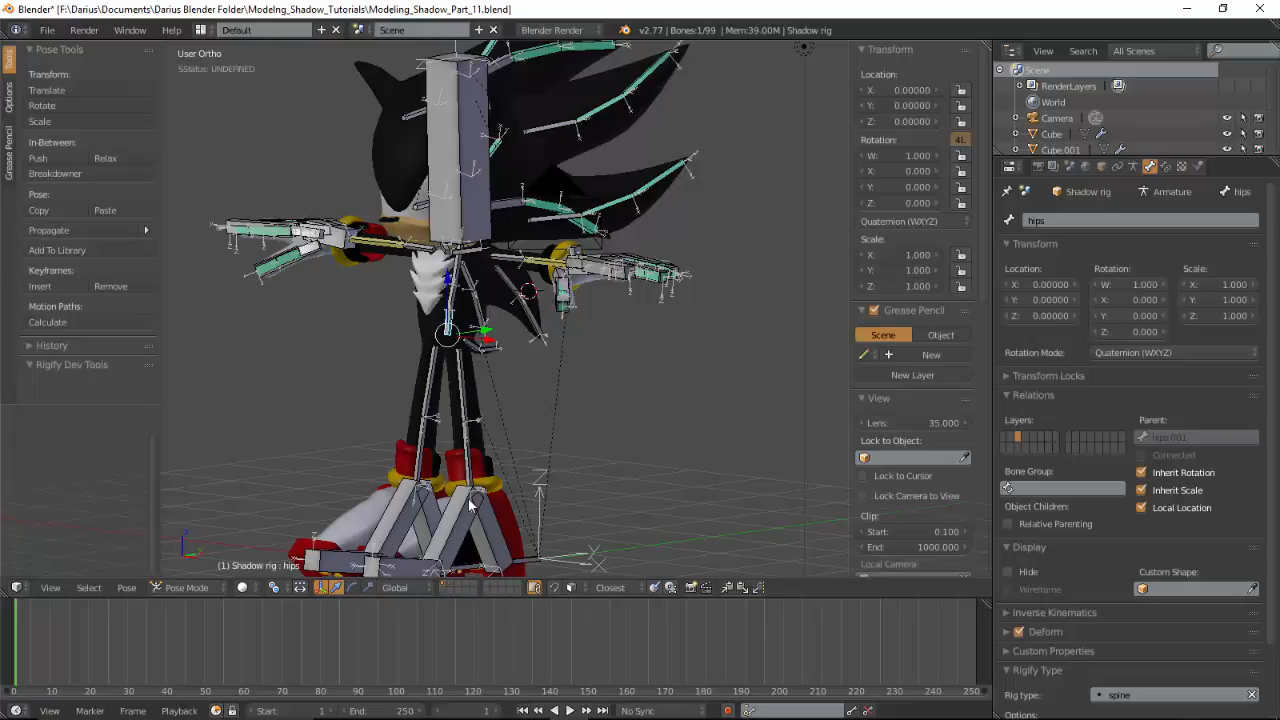 Blender* [F:\Darius\Documents\Darius Blender Folder\Modelng_Shadow_Tutorials\Modeling_Shadow_Part_11.blend]
File Render Window Help Default Scene Blender Render v2.77 | Bones:1/99 | Mem:39.00M | Shadow rig
Tools
Options
Grease Pencil
Pose Tools
Transform:
Translate
Rotate
Scale
In-Between:
Push Relax
Breakdowner
Pose:
Copy Paste
Propagate
Add To Library
Keyframes:
Insert Remove
Motion Paths:
Calculate
History
Rigify Dev Tools
User Ortho
SStatus: UNDEFINED
(1) Shadow rig : hips
Transform
Location:
X: 0.00000
Y: 0.00000
Z: 0.00000
Rotation: 4L
W: 1.000
X: 0.000
Y: 0.000
Z: 0.000
Quaternion (WXYZ)
Scale:
X: 1.000
Y: 1.000
Z: 1.000
Grease Pencil
Scene Object
New
New Layer
View
Lens: 35.000
Lock to Object:
Lock to Cursor
Lock Camera to View
Clip:
Start: 0.100
End: 1000.000
Local Camera:
View Search All Scenes
Scene
RenderLayers
World
Camera
Cube
Cube.001
Shadow rig Armature hips
hips
Transform
Location: Rotation: Scale:
X: 0.00000 W: 1.000 X: 1.000
Y: 0.00000 X: 0.000 Y: 1.000
Z: 0.00000 Y: 0.000 Z: 1.000
Z: 0.000
Rotation Mode: Quaternion (WXYZ)
Transform Locks
Relations
Layers: Parent:
hips.001
Connected
Bone Group: Inherit Rotation
Inherit Scale
Object Children: Local Location
Relative Parenting
Display
Hide Custom Shape:
Wireframe
Inverse Kinematics
Deform
Custom Properties
Rigify Type
Rig type: spine
Options:
View Select Pose Pose Mode Global Closest
0 10 20 30 40 50 60 70 80 90 100 110 120 130 140 150 160 170 180 190 200 210 220 230 240 250
View Marker Frame Playback Start: 1 End: 250 1 No Sync